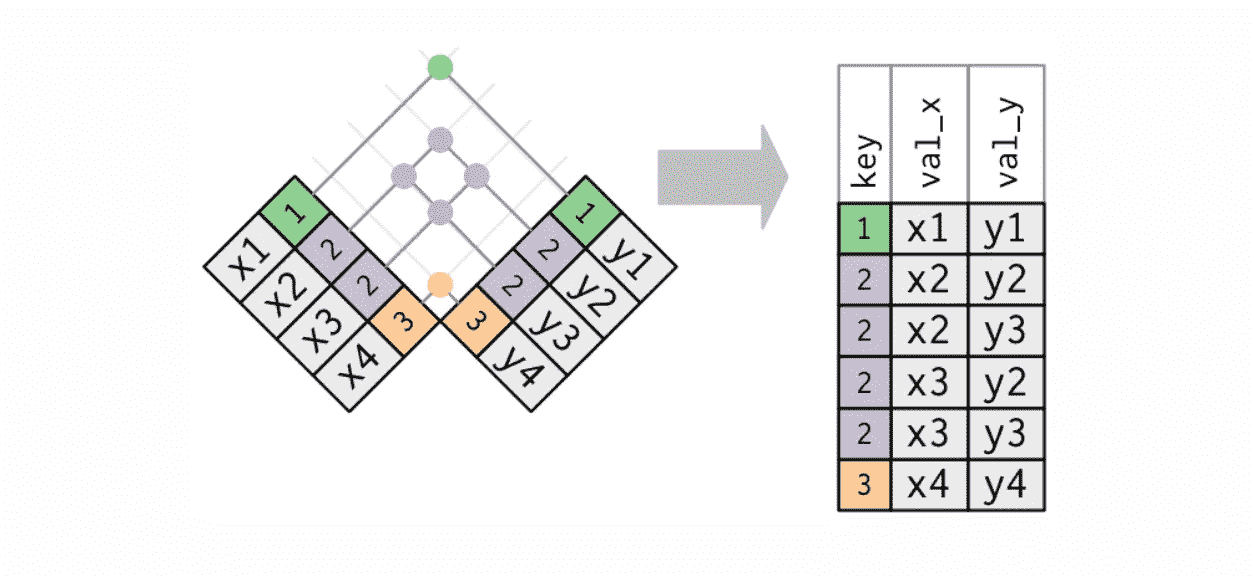 1 x1
2 x2
2 x3
3 x4
1 y1
2 y2
2 y3
3 y4
key val_x val_y
1 x1 y1
2 x2 y2
2 x2 y3
2 x3 y2
2 x3 y3
3 x4 y4